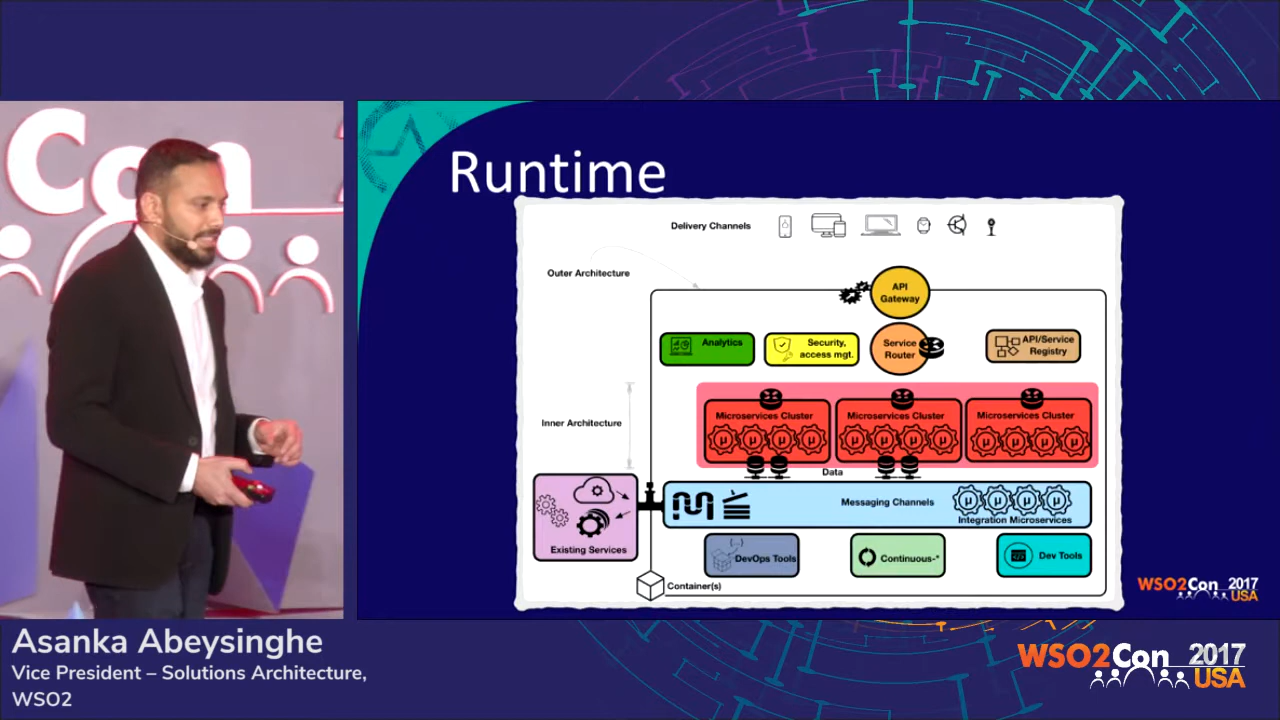 Con
Runtime
Delivery Channels
Outer Architecture
API
Gateway
Analytics
Security,
access mgt.
Service
Router
API/Service
Registry
Microservices Cluster
Microservices Cluster
Microservices Cluster
µ µ µ µ
µ µ µ µ
µ µ µ µ
Inner Architecture
Data
Messaging Channels
µ µ µ µ
Integration Microservices
Existing Services
{...}
DevOps Tools
Continuous-*
Dev Tools
Container(s)
WSO2Con 2017
USA
Asanka Abeysinghe
Vice President – Solutions Architecture,
WSO2
WSO2Con 2017
USA